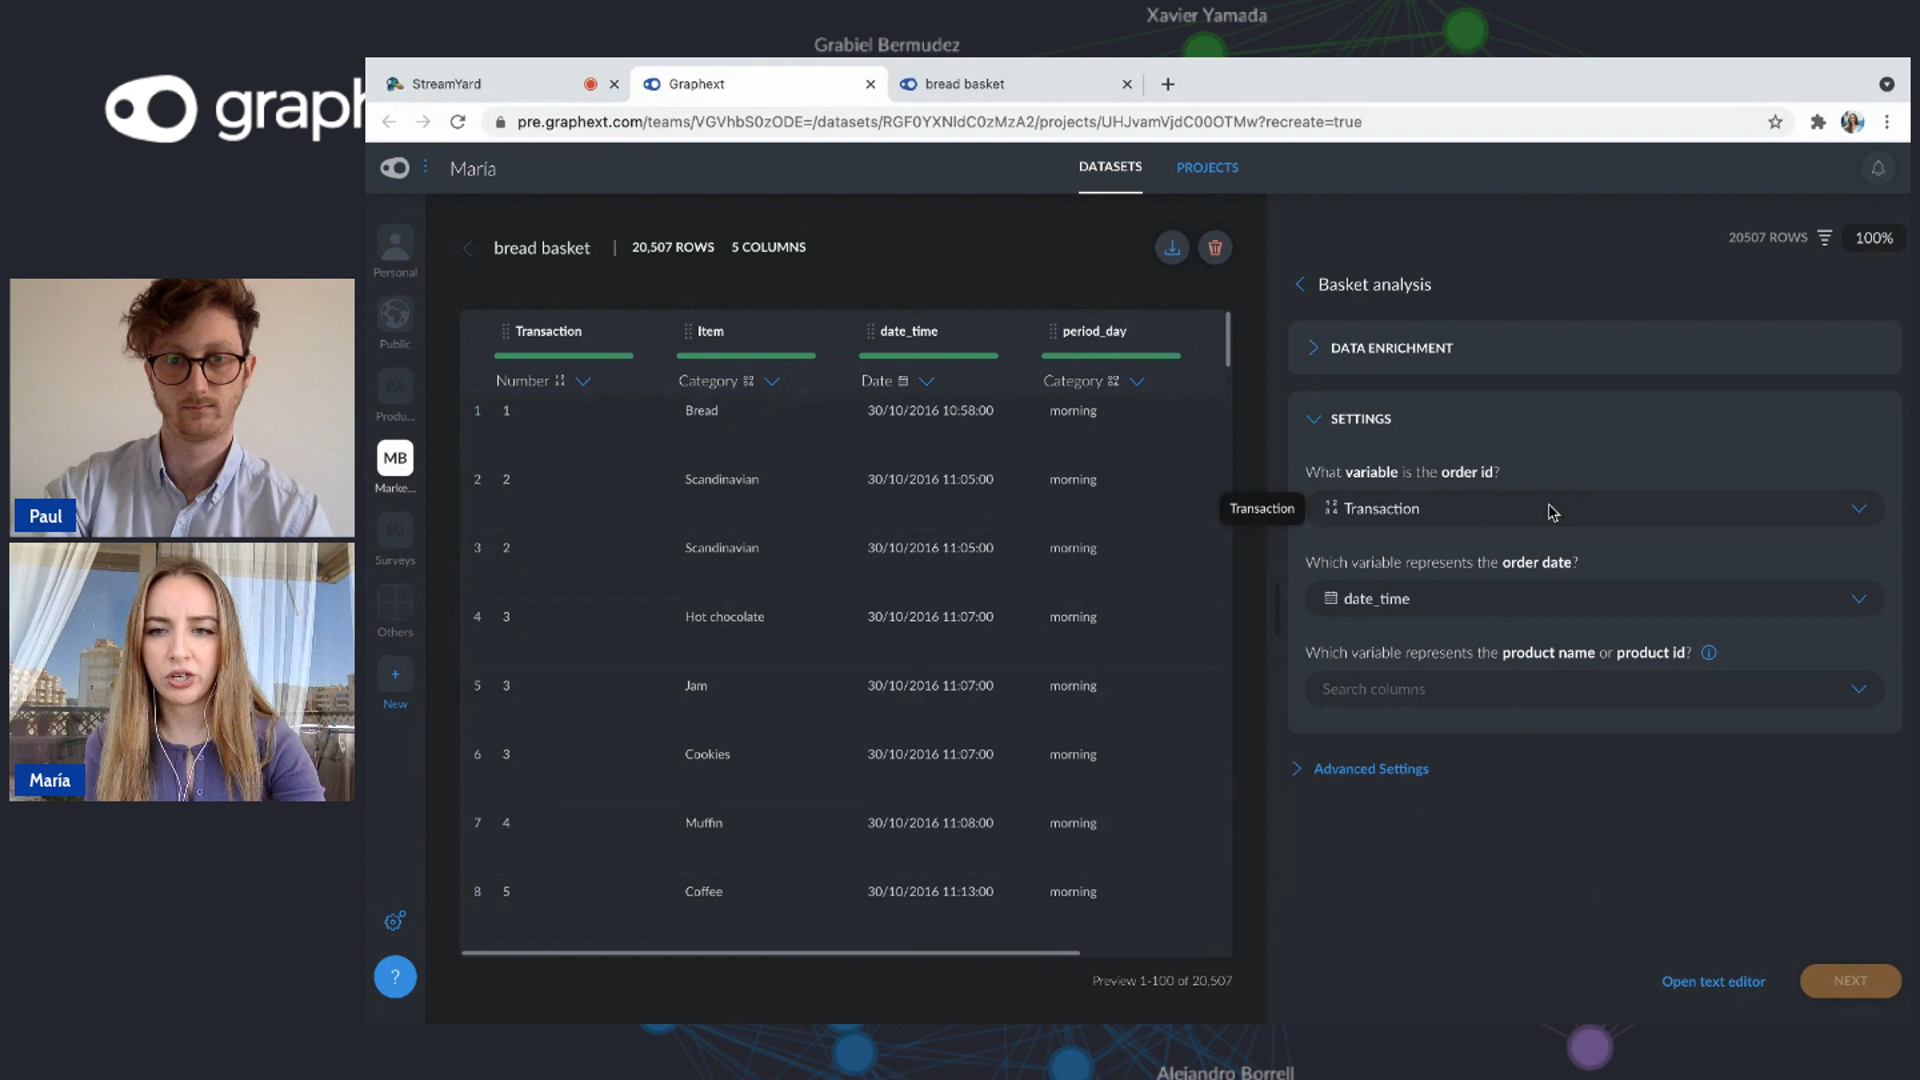 Xavier Yamada
Grabiel Bermudez
graph
StreamYard
Graphext
bread basket
pre.graphext.com/teams/VGVhbS0zODE=/datasets/RGF0YXNldC0zMzA2/projects/UHJvamVjdC00OTMw?recreate=true
María
DATASETS
PROJECTS
Personal
Public
PA
Produ...
MB
Marke...
SU
Surveys
Others
+
New
?
bread basket | 20,507 ROWS 5 COLUMNS
Transaction Item date_time period_day
Number Category Date Category
1 1 Bread 30/10/2016 10:58:00 morning
2 2 Scandinavian 30/10/2016 11:05:00 morning
3 2 Scandinavian 30/10/2016 11:05:00 morning
4 3 Hot chocolate 30/10/2016 11:07:00 morning
5 3 Jam 30/10/2016 11:07:00 morning
6 3 Cookies 30/10/2016 11:07:00 morning
7 4 Muffin 30/10/2016 11:08:00 morning
8 5 Coffee 30/10/2016 11:13:00 morning
Preview 1-100 of 20,507
20507 ROWS 100%
Basket analysis
DATA ENRICHMENT
SETTINGS
What variable is the order id?
Transaction
Transaction
Which variable represents the order date?
date_time
Which variable represents the product name or product id?
Search columns
Advanced Settings
Open text editor
NEXT
Paul
María
Alejandro Borrell